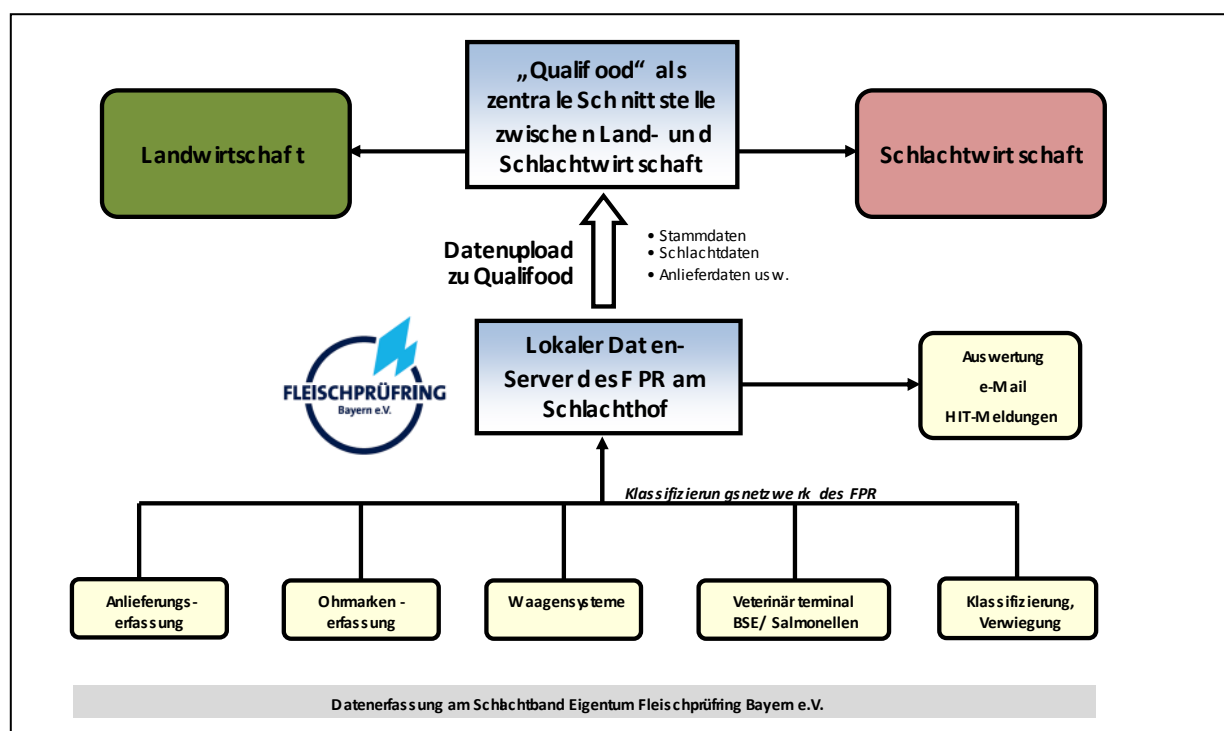 „Qualifood“ als
zentrale Schnittstelle
zwischen Land- und
Schlachtwirtschaft
Landwirtschaft
Schlachtwirtschaft
Datenupload
zu Qualifood
• Stammdaten
• Schlachtdaten
• Anlieferdaten usw.
FLEISCHPRÜFRING
Bayern e.V.
Lokaler Daten-
Server des FPR am
Schlachthof
Auswertung
e-Mail
HIT-Meldungen
Klassifizierungsnetzwerk des FPR
Anlieferungs-
erfassung
Ohrmarken-
erfassung
Waagensysteme
Veterinärterminal
BSE/ Salmonellen
Klassifizierung,
Verwiegung
Datenerfassung am Schlachtband Eigentum Fleischprüfring Bayern e.V.